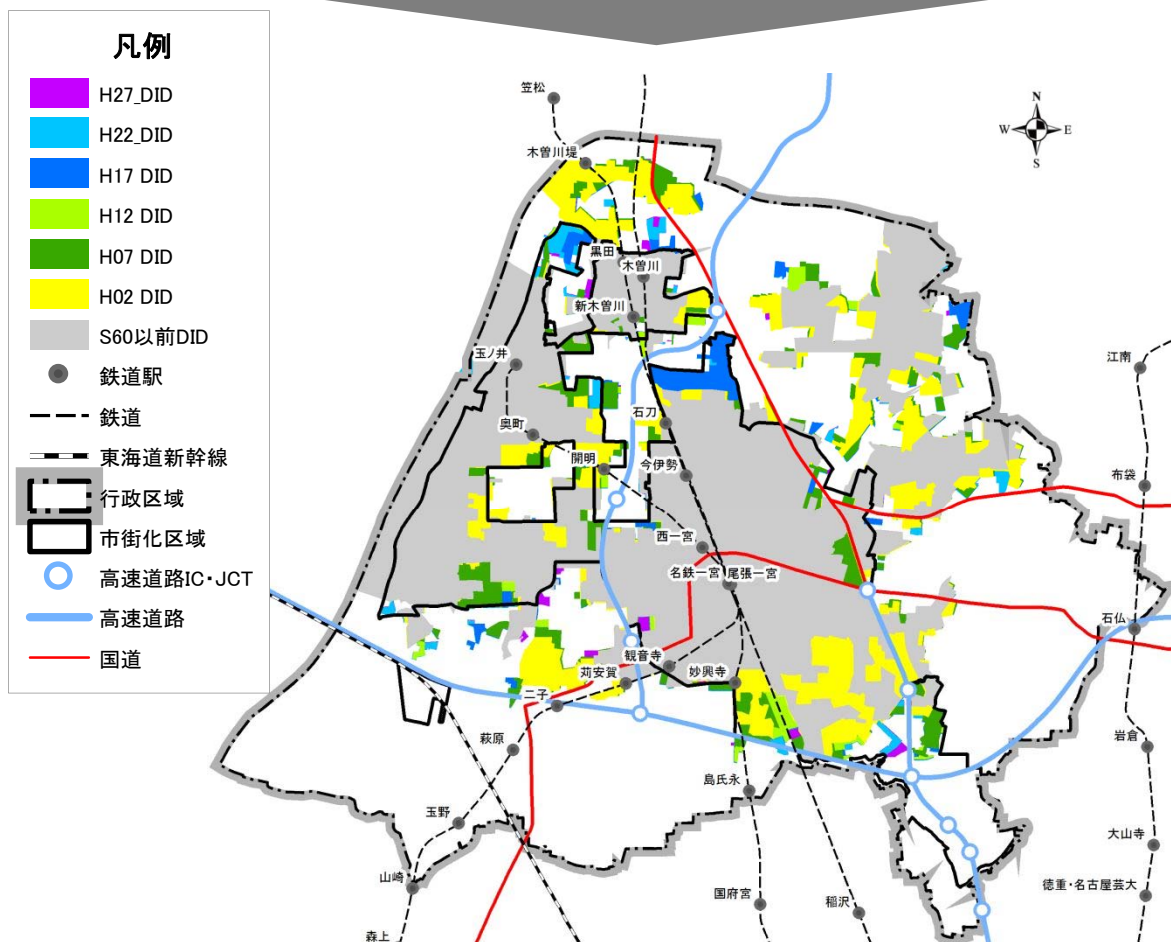 凡例
H27_DID
H22_DID
H17 DID
H12 DID
H07 DID
H02 DID
S60以前DID
鉄道駅
鉄道
東海道新幹線
行政区域
市街化区域
高速道路IC・JCT
高速道路
国道
N
W
E
S
笠松
木曽川堤
黒田
木曽川
新木曽川
玉ノ井
江南
石刀
奥町
開明
今伊勢
布袋
西一宮
名鉄一宮
尾張一宮
石仏
観音寺
苅安賀
妙興寺
二子
萩原
岩倉
島氏永
玉野
大山寺
山崎
国府宮
稲沢
徳重・名古屋芸大
森上